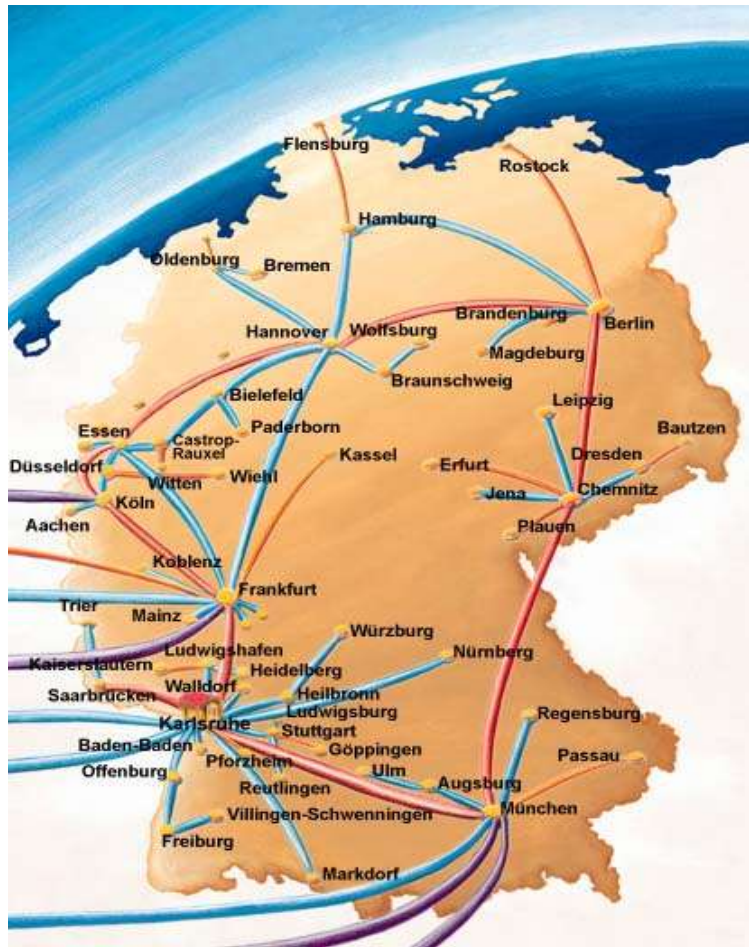 Flensburg
Rostock
Hamburg
Oldenburg
Bremen
Brandenburg
Berlin
Hannover
Wolfsburg
Magdeburg
Braunschweig
Bielefeld
Leipzig
Essen
Castrop-
Rauxel
Paderborn
Bautzen
Düsseldorf
Kassel
Erfurt
Dresden
Witten
Wiehl
Köln
Jena
Chemnitz
Aachen
Plauen
Koblenz
Frankfurt
Trier
Mainz
Würzburg
Ludwigshafen
Nürnberg
Kaiserslautern
Heidelberg
Saarbrücken
Walldorf
Heilbronn
Karlsruhe
Ludwigsburg
Regensburg
Stuttgart
Baden-Baden
Göppingen
Passau
Pforzheim
Offenburg
Ulm
Reutlingen
Augsburg
München
Villingen-Schwenningen
Freiburg
Markdorf